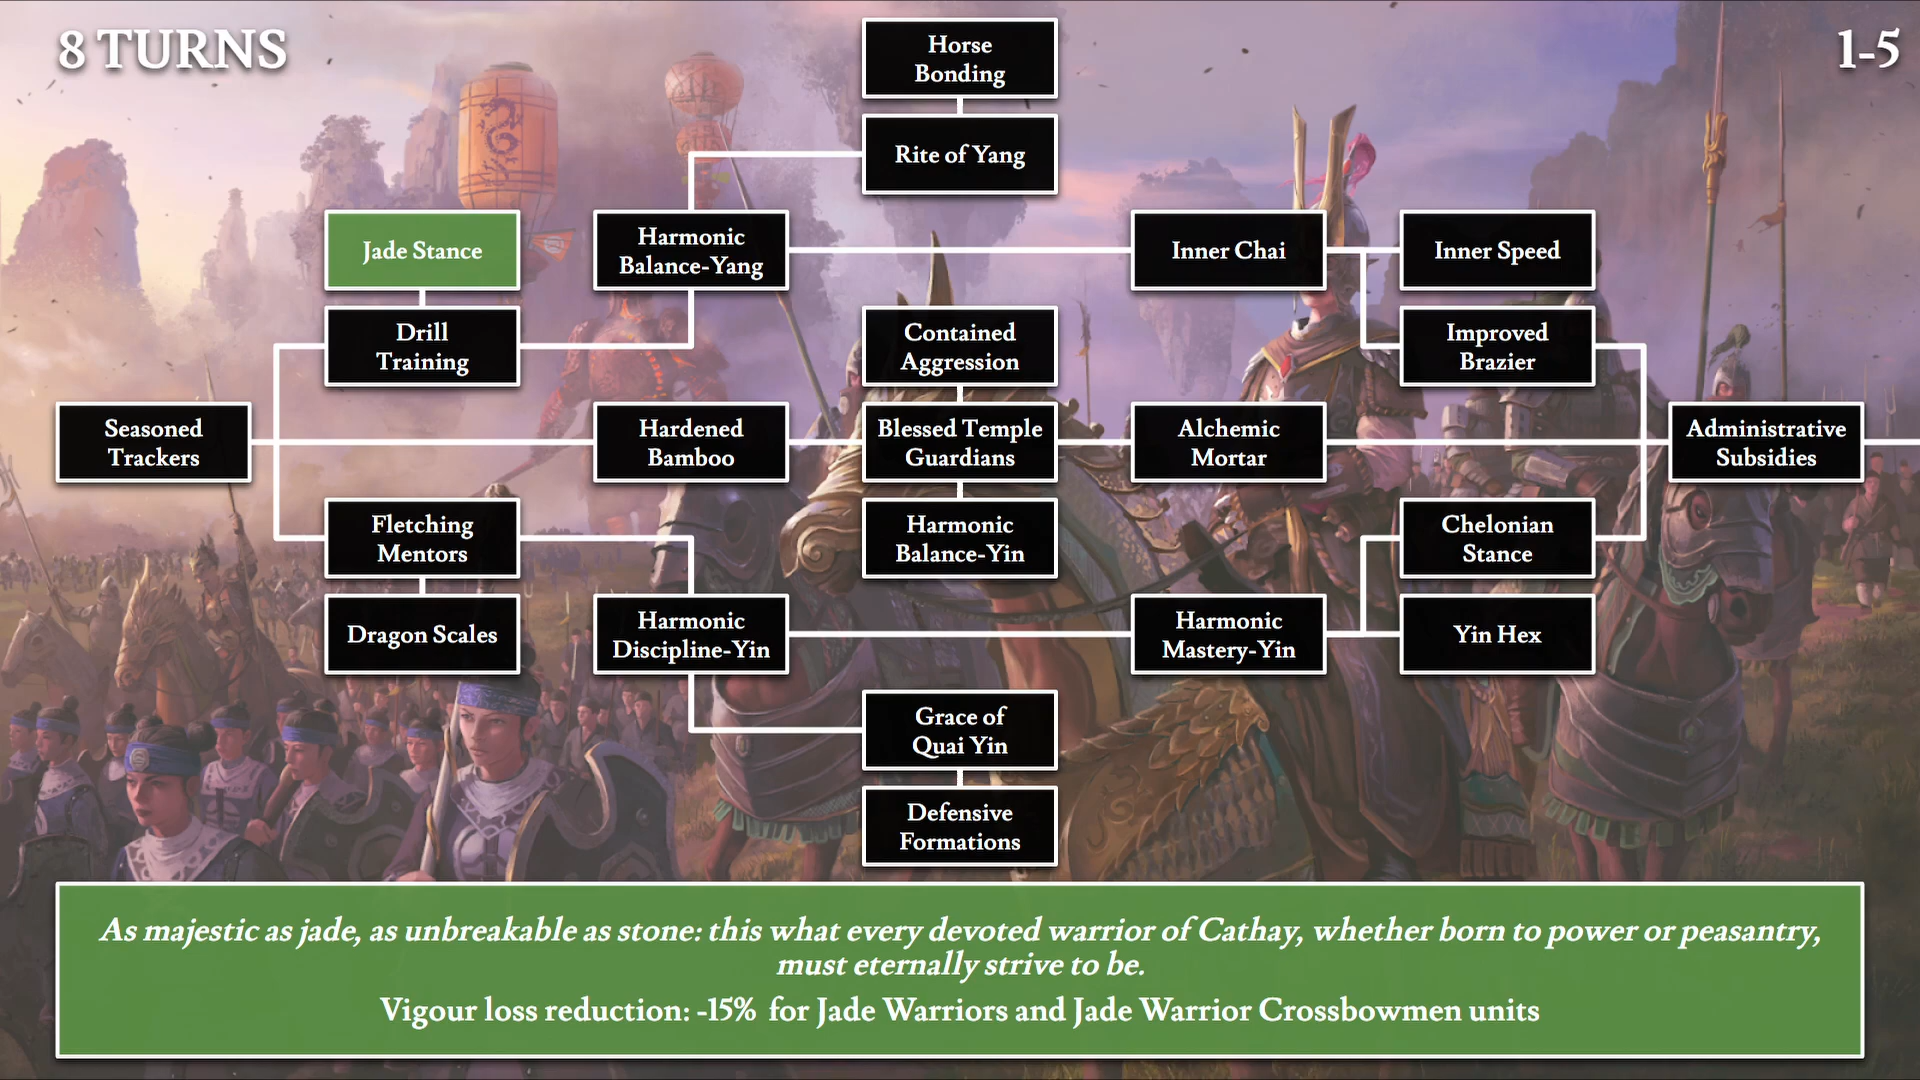 8 TURNS
1-5
Horse
Bonding
Rite of Yang
Jade Stance
Harmonic
Balance-Yang
Inner Chai
Inner Speed
Drill
Training
Contained
Aggression
Improved
Brazier
Seasoned
Trackers
Hardened
Bamboo
Blessed Temple
Guardians
Alchemic
Mortar
Administrative
Subsidies
Fletching
Mentors
Harmonic
Balance-Yin
Chelonian
Stance
Dragon Scales
Harmonic
Discipline-Yin
Harmonic
Mastery-Yin
Yin Hex
Grace of
Quai Yin
Defensive
Formations
As majestic as jade, as unbreakable as stone: this what every devoted warrior of Cathay, whether born to power or peasantry,
must eternally strive to be.
Vigour loss reduction: -15% for Jade Warriors and Jade Warrior Crossbowmen units